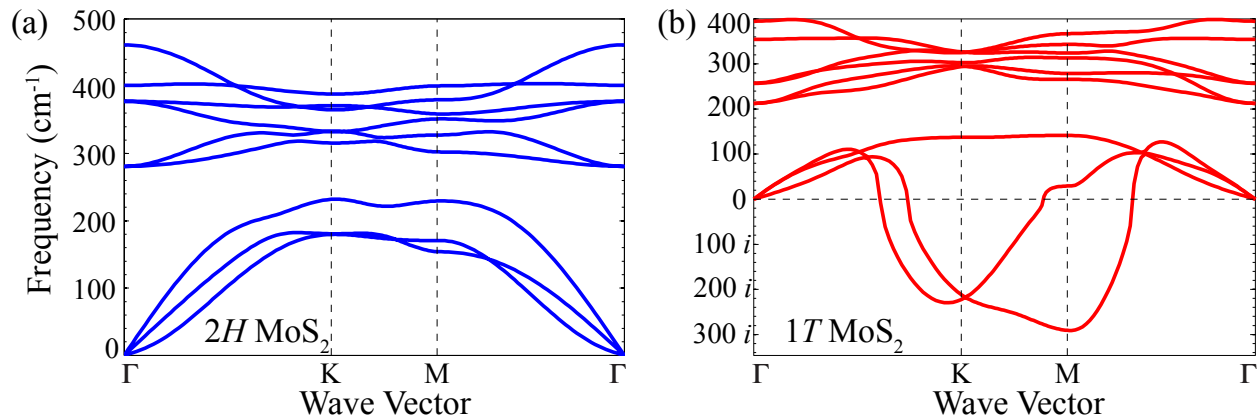 (a)
500
400
300
200
100
0
Frequency (cm⁻¹)
2H MoS₂
Γ K M Γ
Wave Vector
(b)
400
300
200
100
0
100 i
200 i
300 i
1T MoS₂
Γ K M Γ
Wave Vector